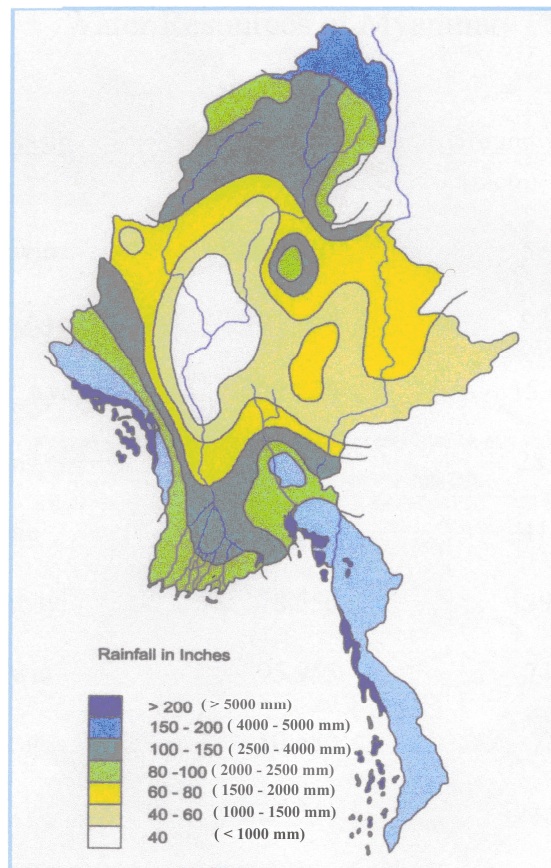 Rainfall in Inches
> 200 ( > 5000 mm)
150 - 200 (4000 - 5000 mm)
100 - 150 (2500 - 4000 mm)
80 -100 ( 2000 - 2500 mm)
60 - 80 ( 1500 - 2000 mm)
40 - 60 ( 1000 - 1500 mm)
40 ( < 1000 mm)